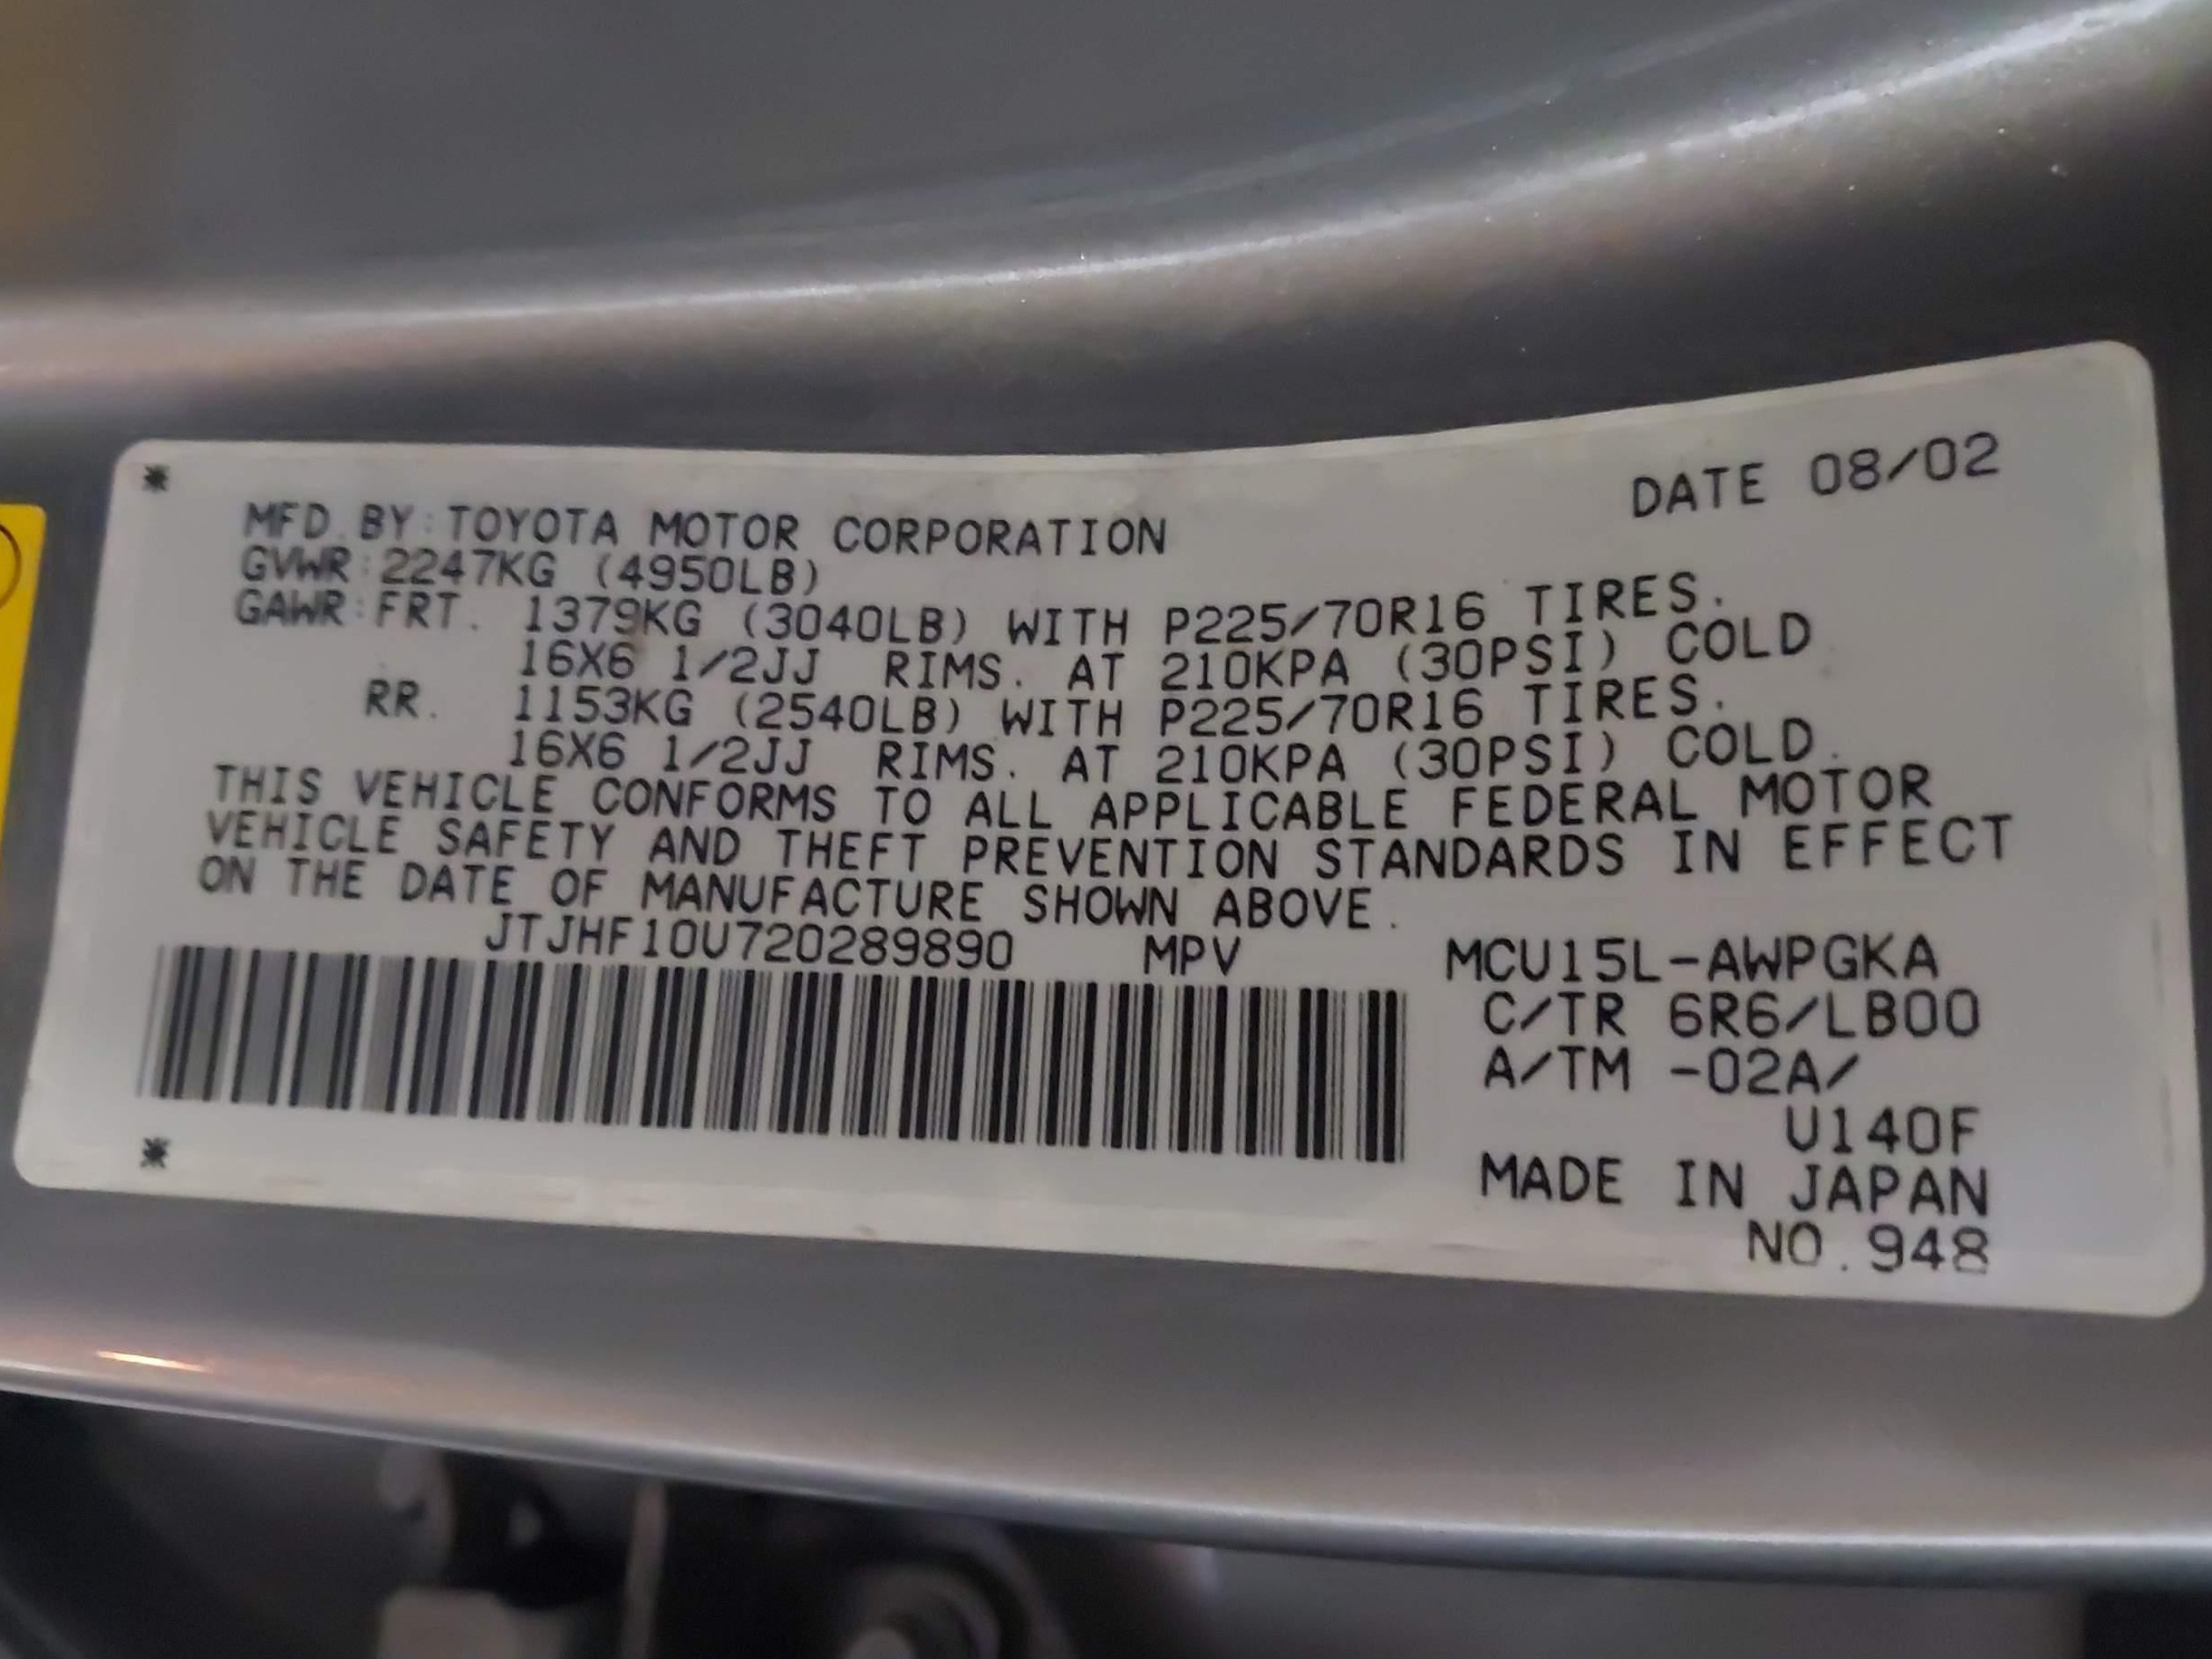 DATE 08/02
MFD. BY: TOYOTA MOTOR CORPORATION
GVWR: 2247KG (4950LB)
GAWR: FRT. 1379KG (3040LB) WITH P225/70R16 TIRES.
16X6 1/2JJ RIMS. AT 210KPA (30PSI) COLD
RR. 1153KG (2540LB) WITH P225/70R16 TIRES.
16X6 1/2JJ RIMS. AT 210KPA (30PSI) COLD.
THIS VEHICLE CONFORMS TO ALL APPLICABLE FEDERAL MOTOR
VEHICLE SAFETY AND THEFT PREVENTION STANDARDS IN EFFECT
ON THE DATE OF MANUFACTURE SHOWN ABOVE.
JTJHF10U720289890 MPV MCU15L-AWPGKA
C/TR 6R6/LB00
A/TM -02A/
U140F
MADE IN JAPAN
NO. 948